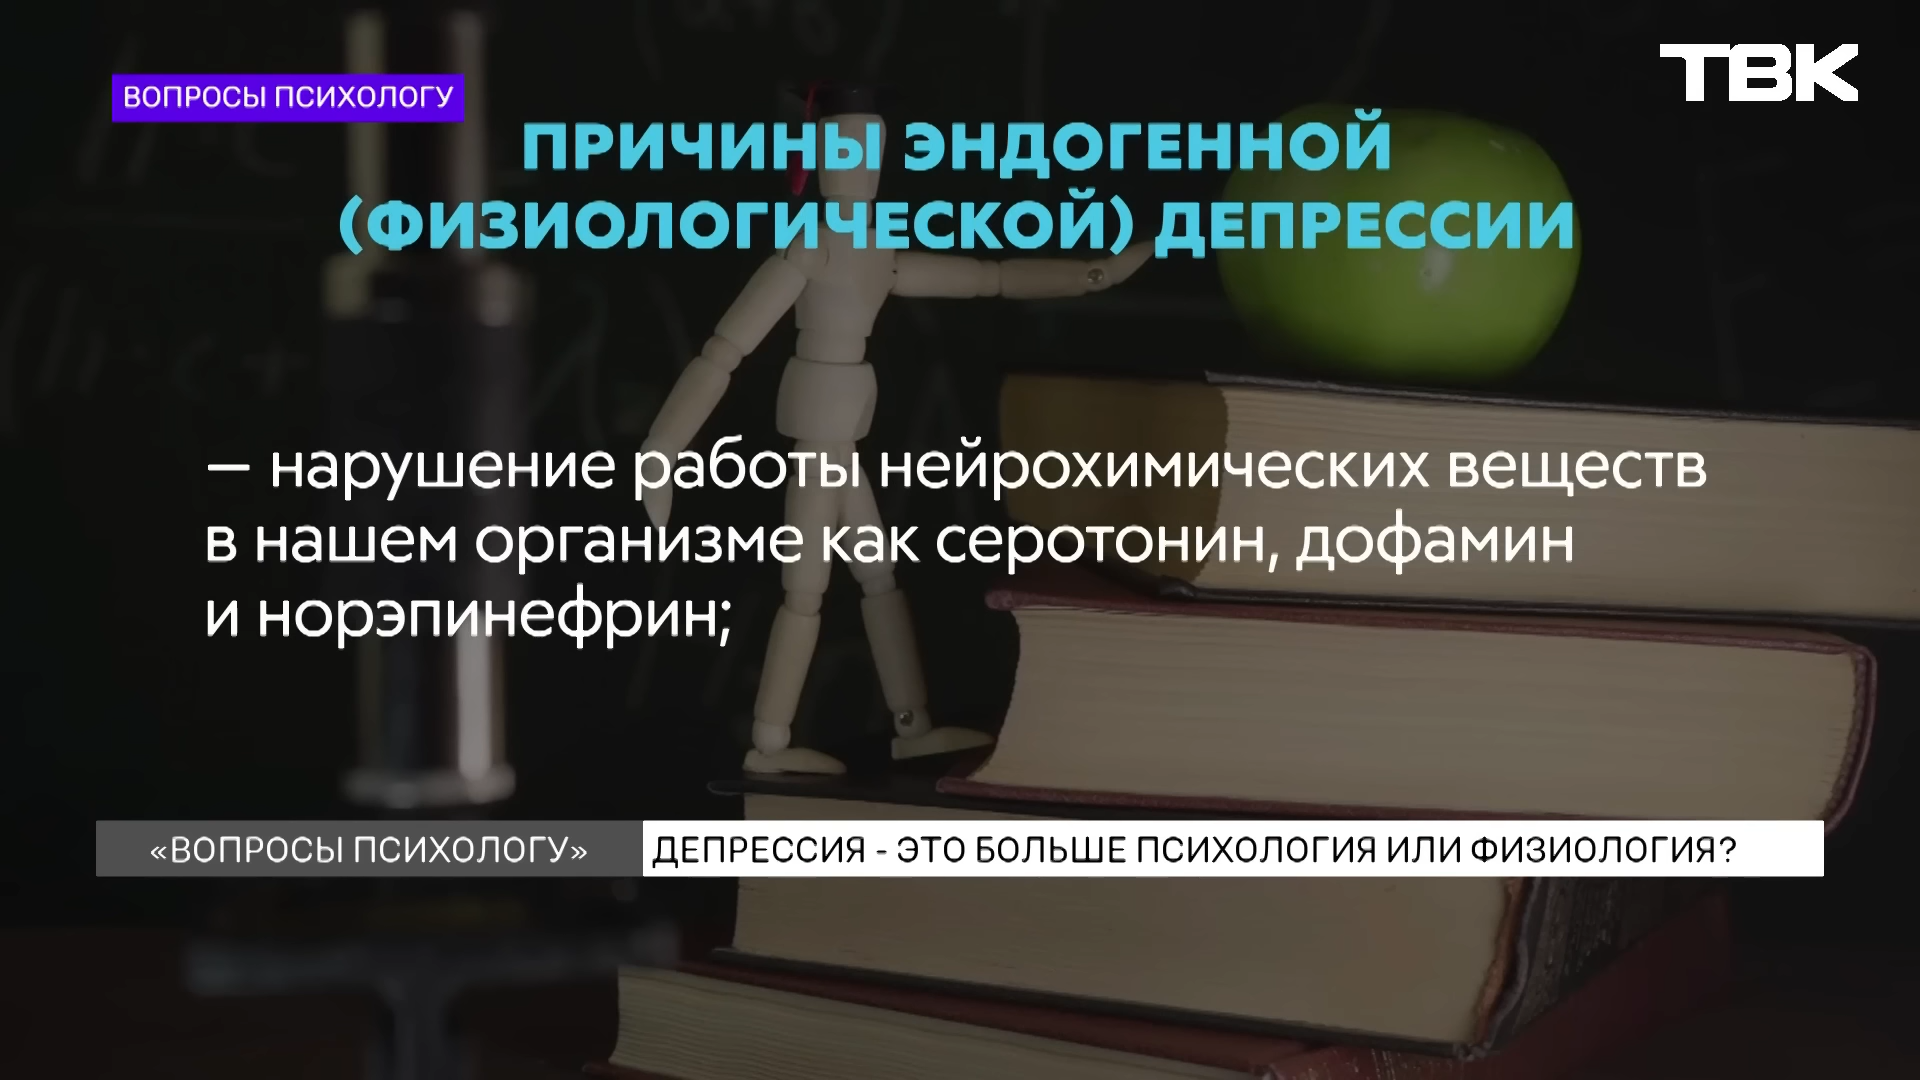 ВОПРОСЫ ПСИХОЛОГУ
ТВК
ПРИЧИНЫ ЭНДОГЕННОЙ
(ФИЗИОЛОГИЧЕСКОЙ) ДЕПРЕССИИ
— нарушение работы нейрохимических веществ
в нашем организме как серотонин, дофамин
и норэпинефрин;
«ВОПРОСЫ ПСИХОЛОГУ»
ДЕПРЕССИЯ - ЭТО БОЛЬШЕ ПСИХОЛОГИЯ ИЛИ ФИЗИОЛОГИЯ?